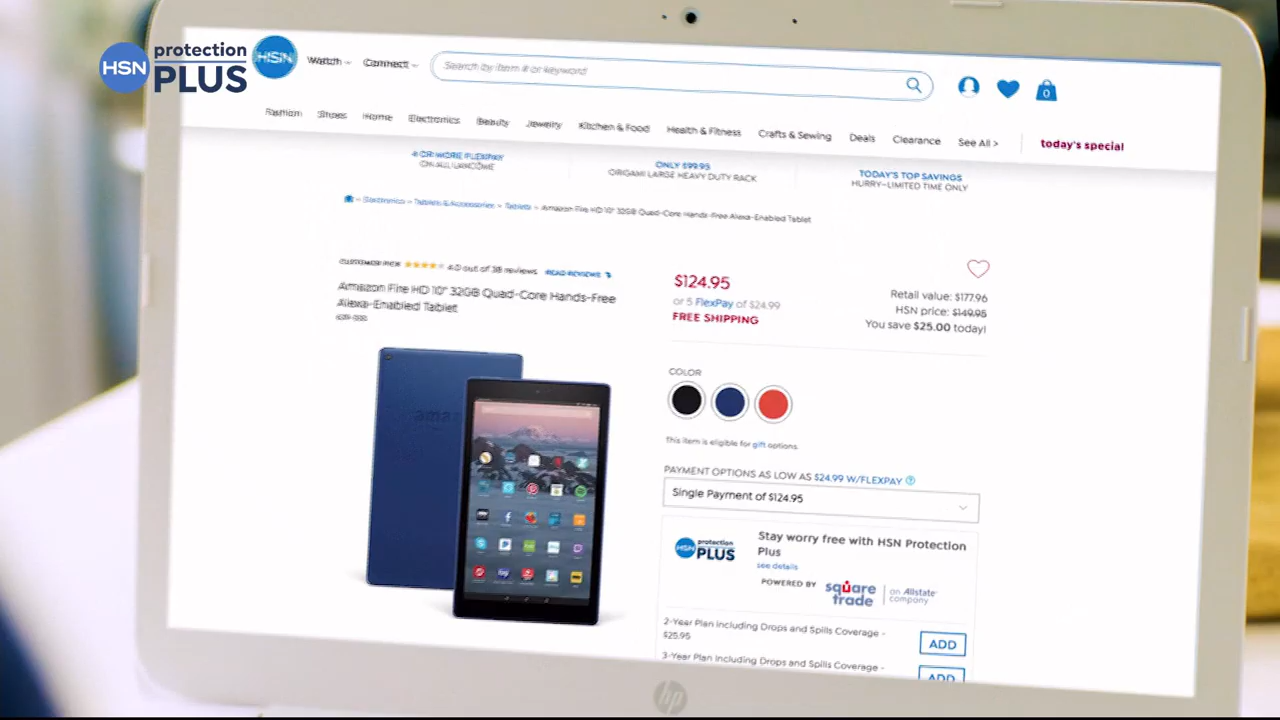 HSN protection PLUS
HSN Watch Connect Search by item # or keyword 0
Fashion Shoes Home Electronics Beauty Jewelry Kitchen & Food Health & Fitness Crafts & Sewing Deals Clearance See All > today's special
4 OR MORE FLEXPAY
ON ALL LANCOME
ONLY $99.95
ORIGAMI LARGE HEAVY DUTY RACK
TODAY'S TOP SAVINGS
HURRY-LIMITED TIME ONLY
Electronics Tablets & Accessories Tablets Amazon Fire HD 10" 32GB Quad-Core Hands-Free Alexa-Enabled Tablet
CUSTOMER PICK 4.0 out of 38 reviews READ REVIEWS
Amazon Fire HD 10" 32GB Quad-Core Hands-Free
Alexa-Enabled Tablet
$124.95
or 5 FlexPay of $24.99
FREE SHIPPING
Retail value: $177.96
HSN price: $149.95
You save $25.00 today!
COLOR
This item is eligible for gift options.
PAYMENT OPTIONS AS LOW AS $24.99 W/FLEXPAY ?
Single Payment of $124.95
HSN protection PLUS
Stay worry free with HSN Protection
Plus
see details
POWERED BY square trade an Allstate company
2-Year Plan Including Drops and Spills Coverage -
$25.95
ADD
3-Year Plan Including Drops and Spills Coverage -
ADD
hp